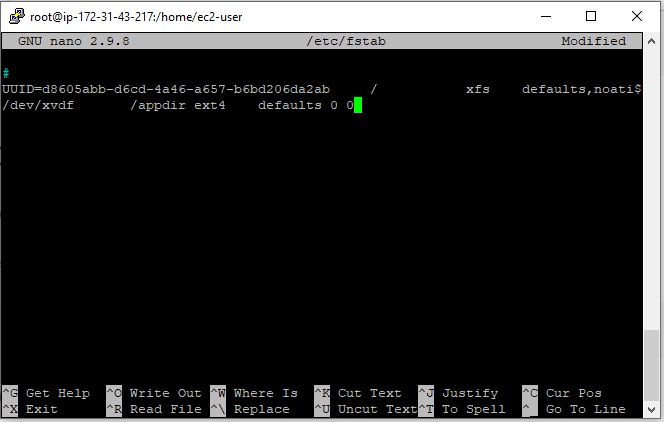 root@ip-172-31-43-217:/home/ec2-user
GNU nano 2.9.8 /etc/fstab Modified
#
UUID=d8605abb-d6cd-4a46-a657-b6bd206da2ab / xfs defaults,noati$
/dev/xvdf /appdir ext4 defaults 0 0
^G Get Help ^O Write Out ^W Where Is ^K Cut Text ^J Justify ^C Cur Pos
^X Exit ^R Read File ^\ Replace ^U Uncut Text ^T To Spell ^_ Go To Line